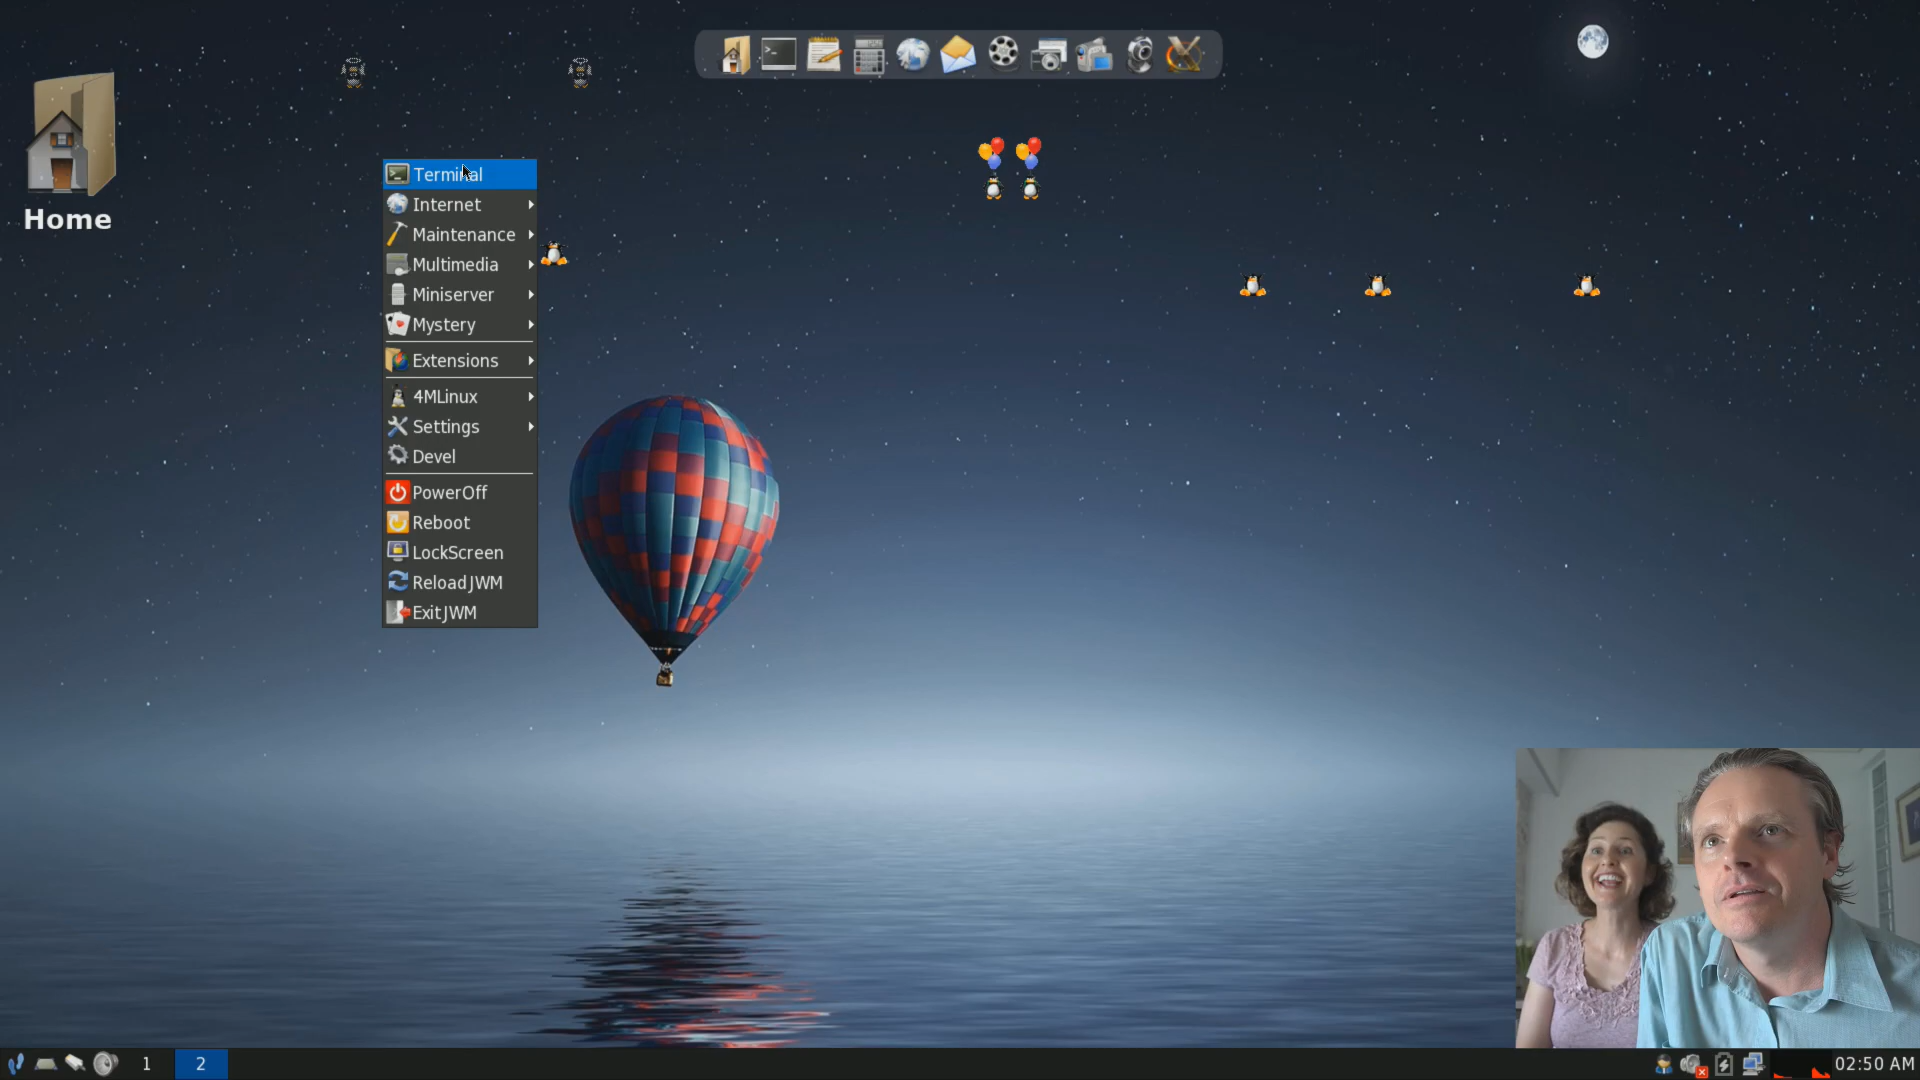 Home
Terminal
Internet
Maintenance
Multimedia
Miniserver
Mystery
Extensions
4MLinux
Settings
Devel
PowerOff
Reboot
LockScreen
ReloadJWM
ExitJWM
1
2
02:50 AM